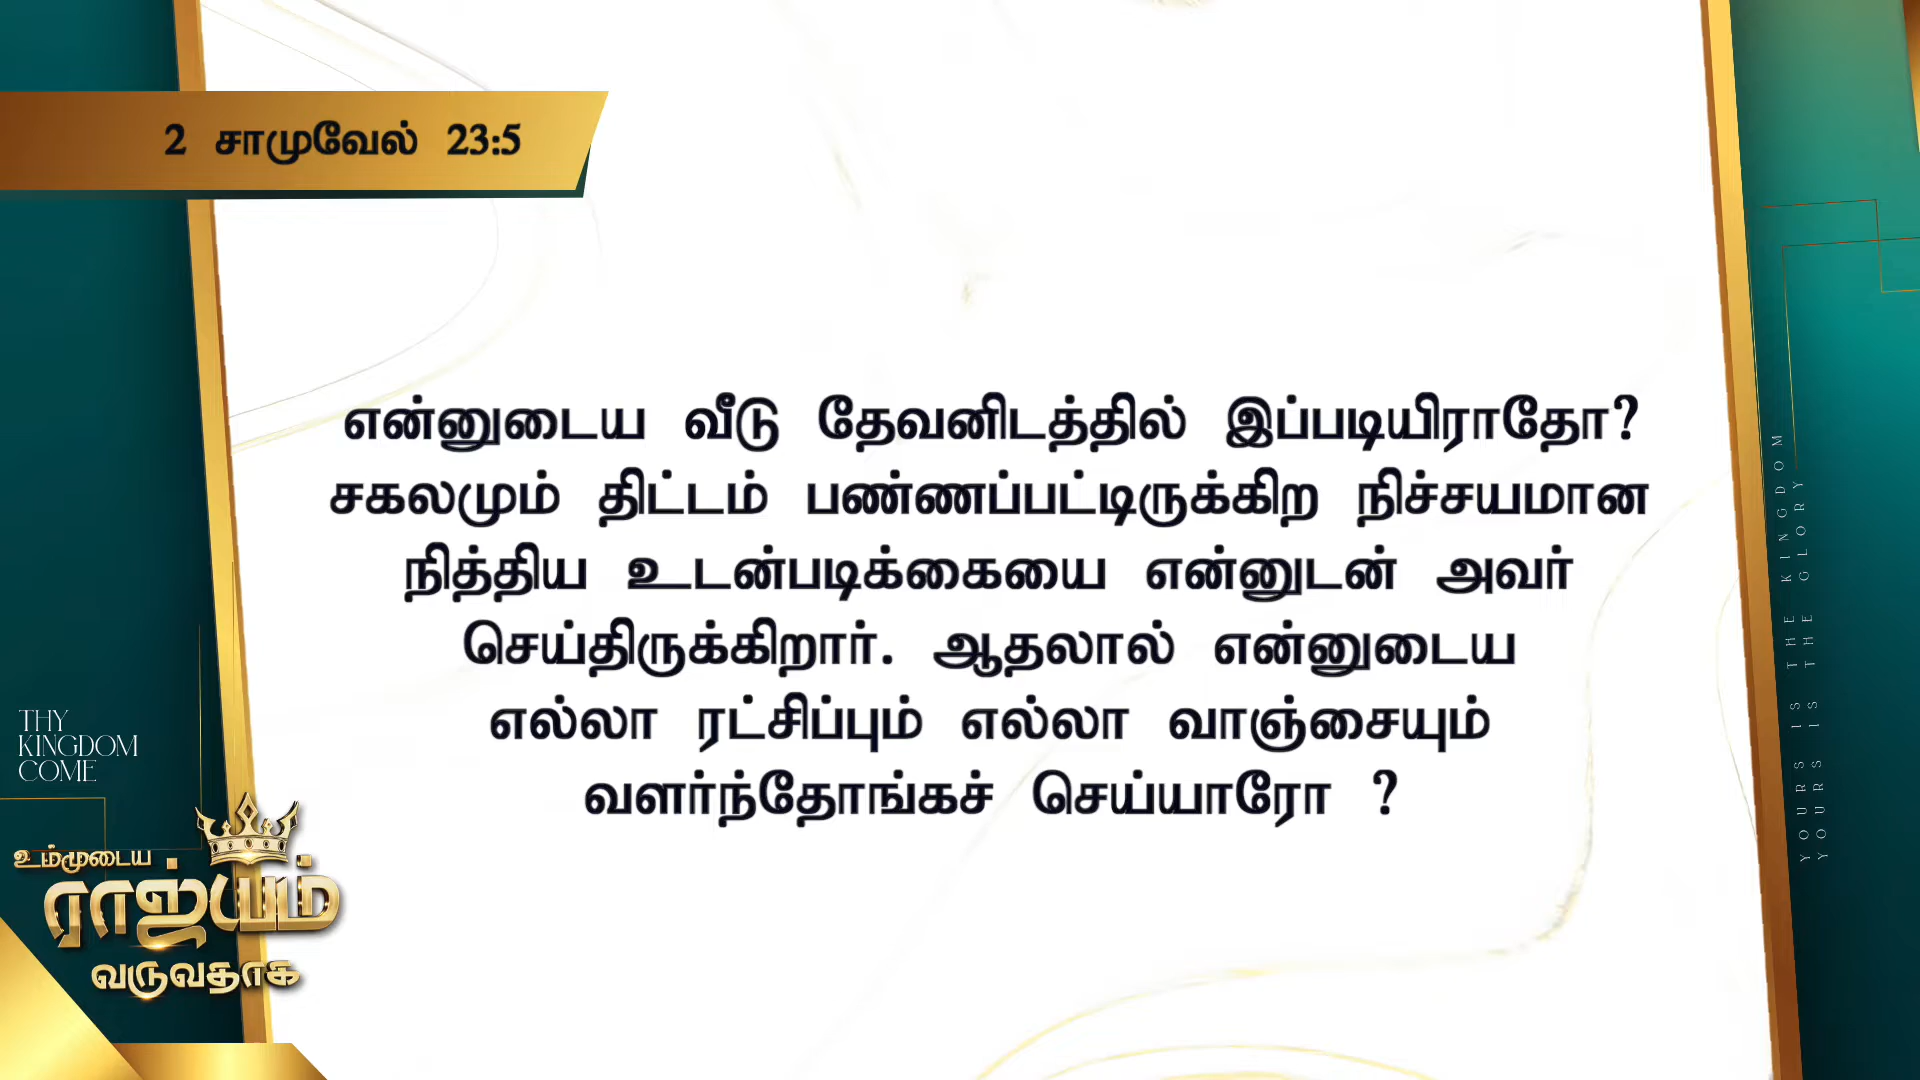 2 சாமுவேல் 23:5
என்னுடைய வீடு தேவனிடத்தில் இப்படியிராதோ?
சகலமும் திட்டம் பண்ணப்பட்டிருக்கிற நிச்சயமான
நித்திய உடன்படிக்கையை என்னுடன் அவர்
செய்திருக்கிறார். ஆதலால் என்னுடைய
எல்லா ரட்சிப்பும் எல்லா வாஞ்சையும்
வளர்ந்தோங்கச் செய்யாரோ ?
THY
KINGDOM
COME
உம்முடைய
ராஜ்யம்
வருவதாக
YOURS IS THE KINGDOM
YOURS IS THE GLORY